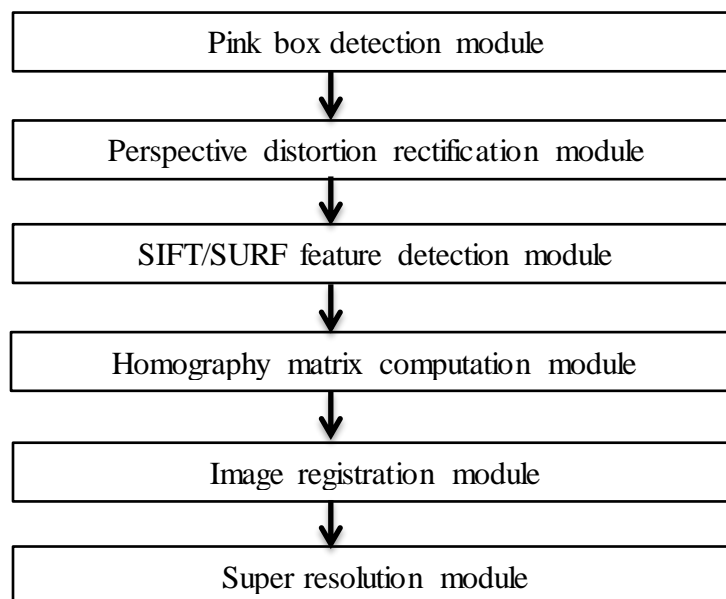 Pink box detection module
Perspective distortion rectification module
SIFT/SURF feature detection module
Homography matrix computation module
Image registration module
Super resolution module